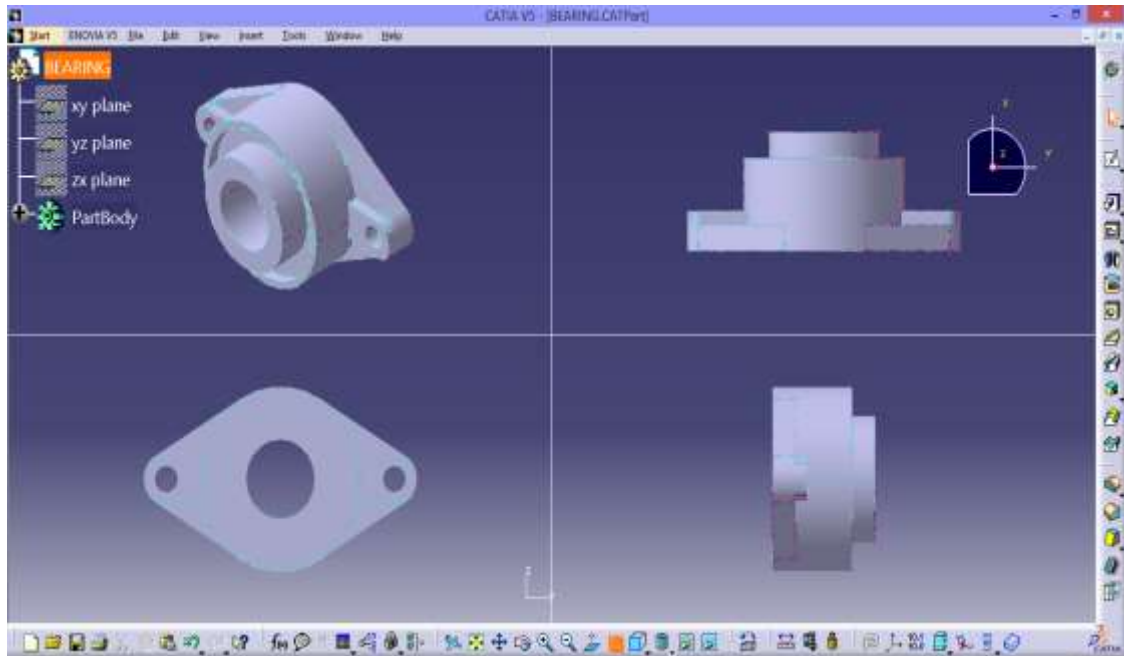 CATIA V5 - [BEARING.CATPart]
Start ENOVIA V5 File Edit View Insert Tools Window Help
BEARING
xy plane
yz plane
zx plane
PartBody